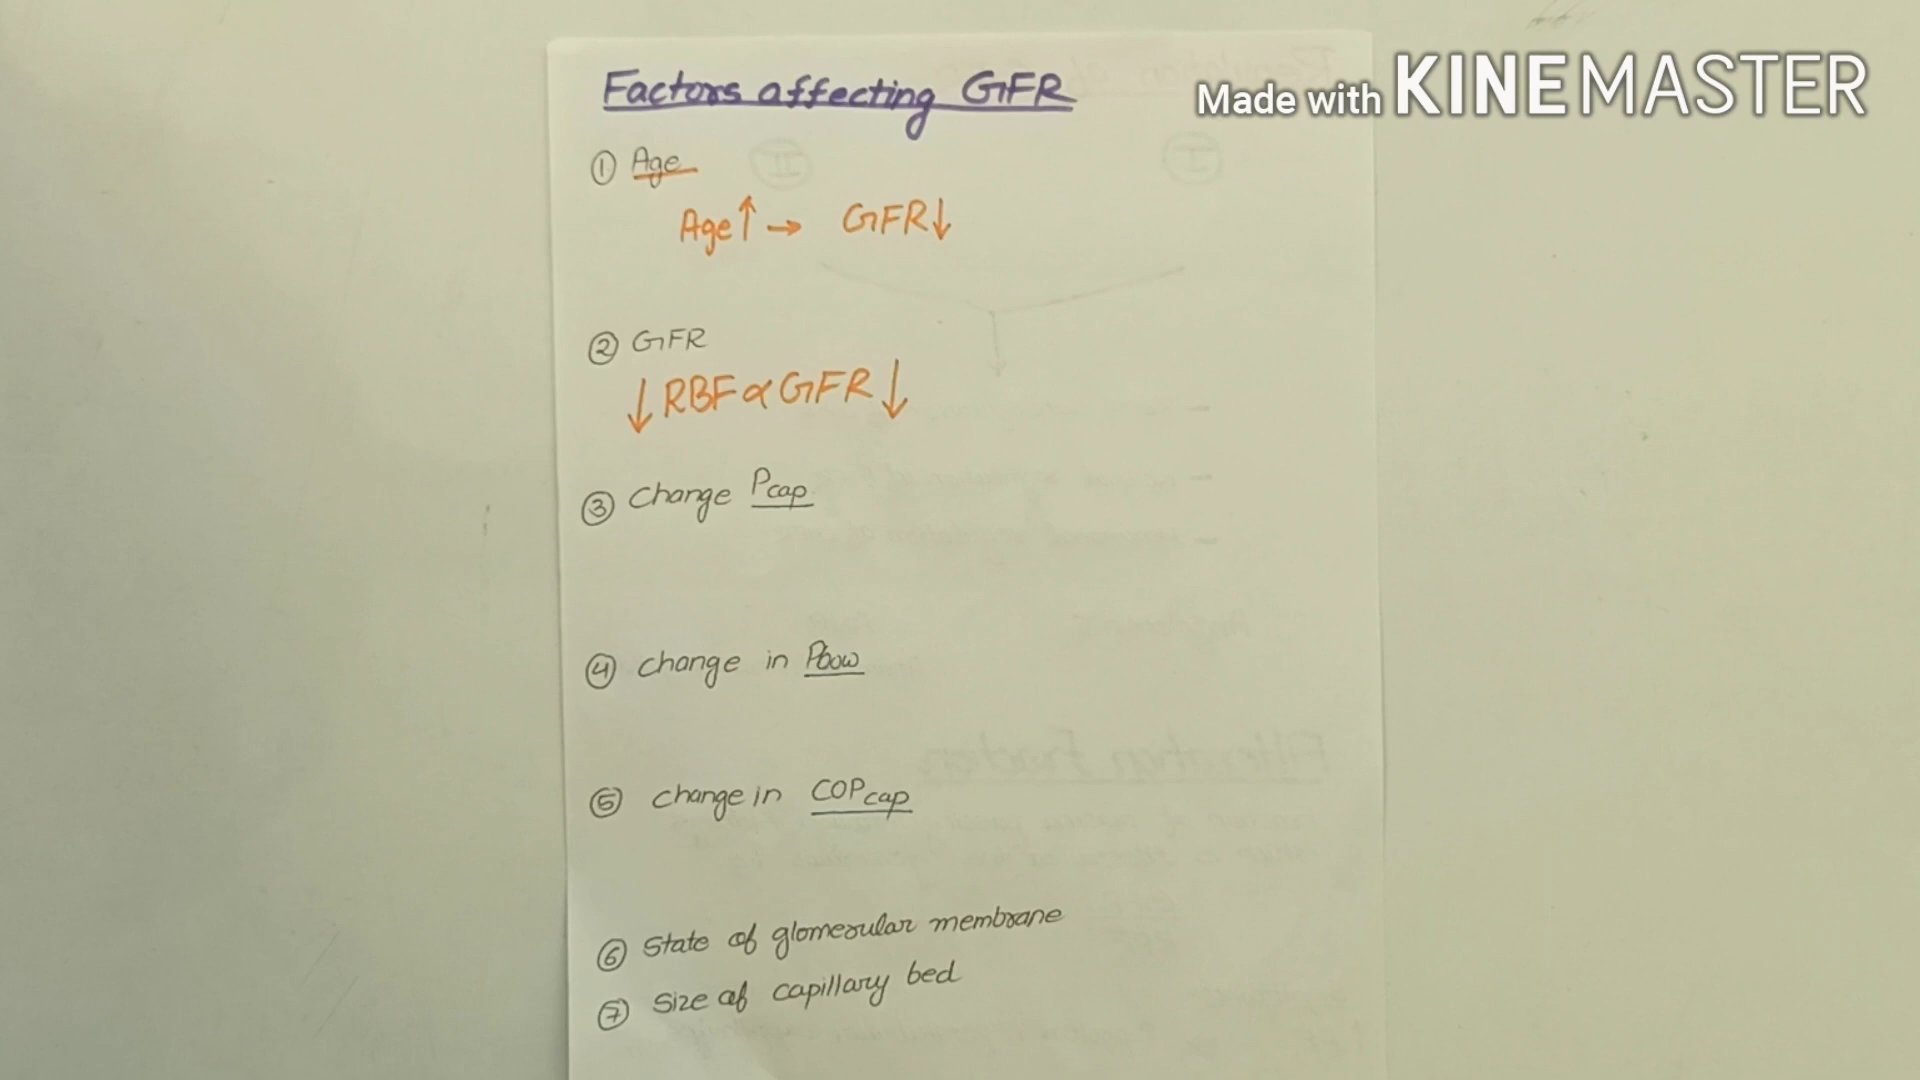 Factors affecting GFR
Made with KINEMASTER
① Age
Age↑ → GFR↓
② GFR
↓ RBF ∝ GFR ↓
③ Change Pcap
④ change in Pbow
⑤ change in COPcap
⑥ State of glomerular membrane
⑦ Size of capillary bed